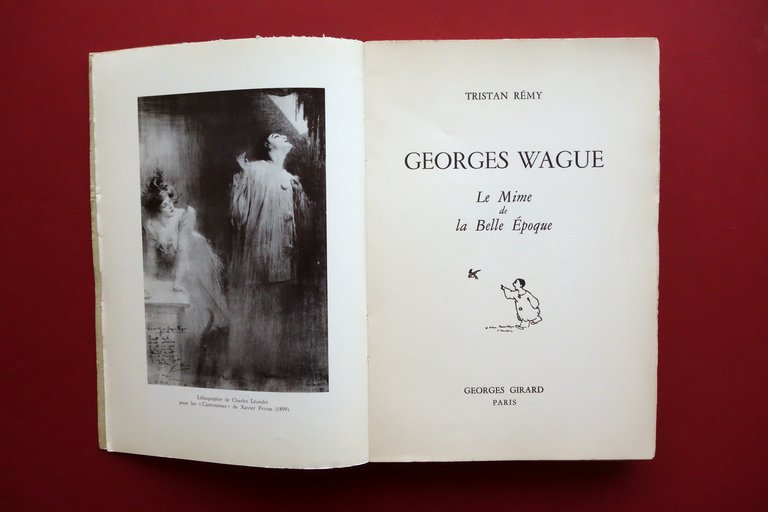 Lithographie de Charles Léandre
pour les « Cantomimes » de Xavier Privas (1899)
TRISTAN RÉMY
GEORGES WAGUE
Le Mime
de
la Belle Époque
GEORGES GIRARD
PARIS